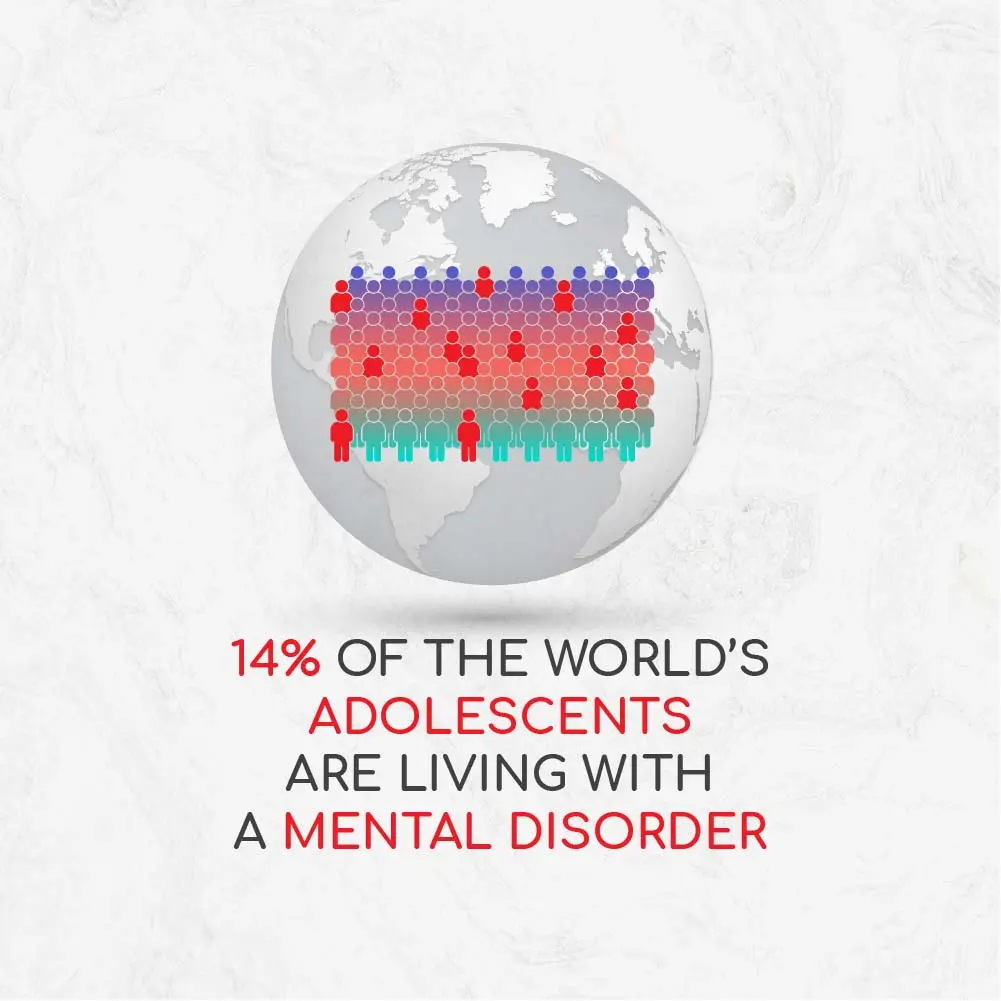 14% OF THE WORLD’S
ADOLESCENTS
ARE LIVING WITH
A MENTAL DISORDER